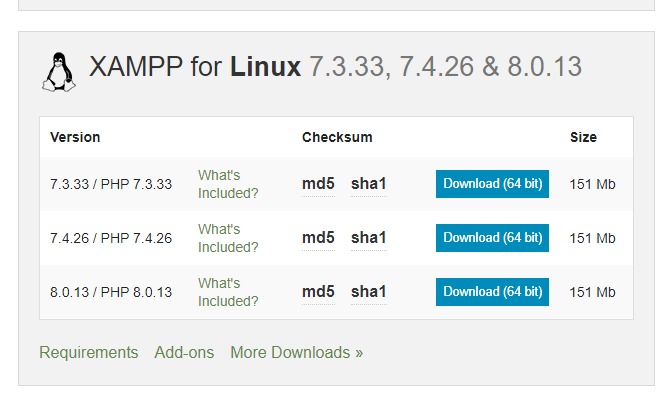 XAMPP for Linux 7.3.33, 7.4.26 & 8.0.13
Version Checksum Size
7.3.33 / PHP 7.3.33 What's Included? md5 sha1 Download (64 bit) 151 Mb
7.4.26 / PHP 7.4.26 What's Included? md5 sha1 Download (64 bit) 151 Mb
8.0.13 / PHP 8.0.13 What's Included? md5 sha1 Download (64 bit) 151 Mb
Requirements Add-ons More Downloads »